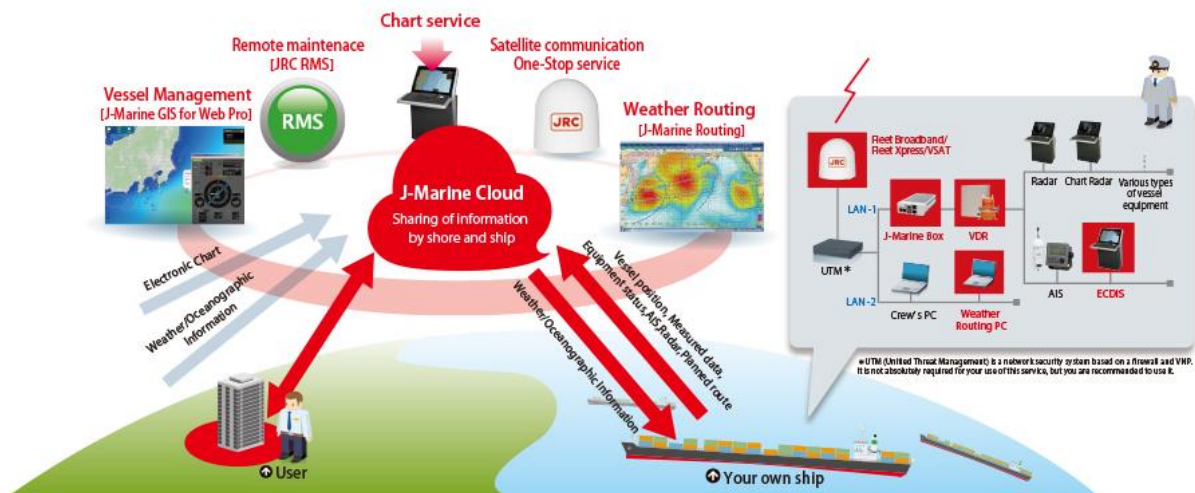 Chart service
Remote maintenace
[JRC RMS]
RMS
Satellite communication
One-Stop service
JRC
Vessel Management
[J-Marine GIS for Web Pro]
Weather Routing
[J-Marine Routing]
J-Marine Cloud
Sharing of information
by shore and ship
Electronic Chart
Weather/Oceanographic
Information
Vessel position, Measured data,
Equipment status,AIS,Radar,Planned route
Weather/Oceanographic Information
User
Your own ship
JRC
Fleet Broadband/
Fleet Xpress/VSAT
Radar
Chart Radar
Various types
of vessel
equipment
LAN-1
J-Marine Box
VDR
UTM*
AIS
ECDIS
LAN-2
Crew's PC
Weather
Routing PC
*UTM (Unified Threat Management) is a network security system based on a firewall and VNP.
It is not absolutely required for your use of this service, but you are recommended to use it.